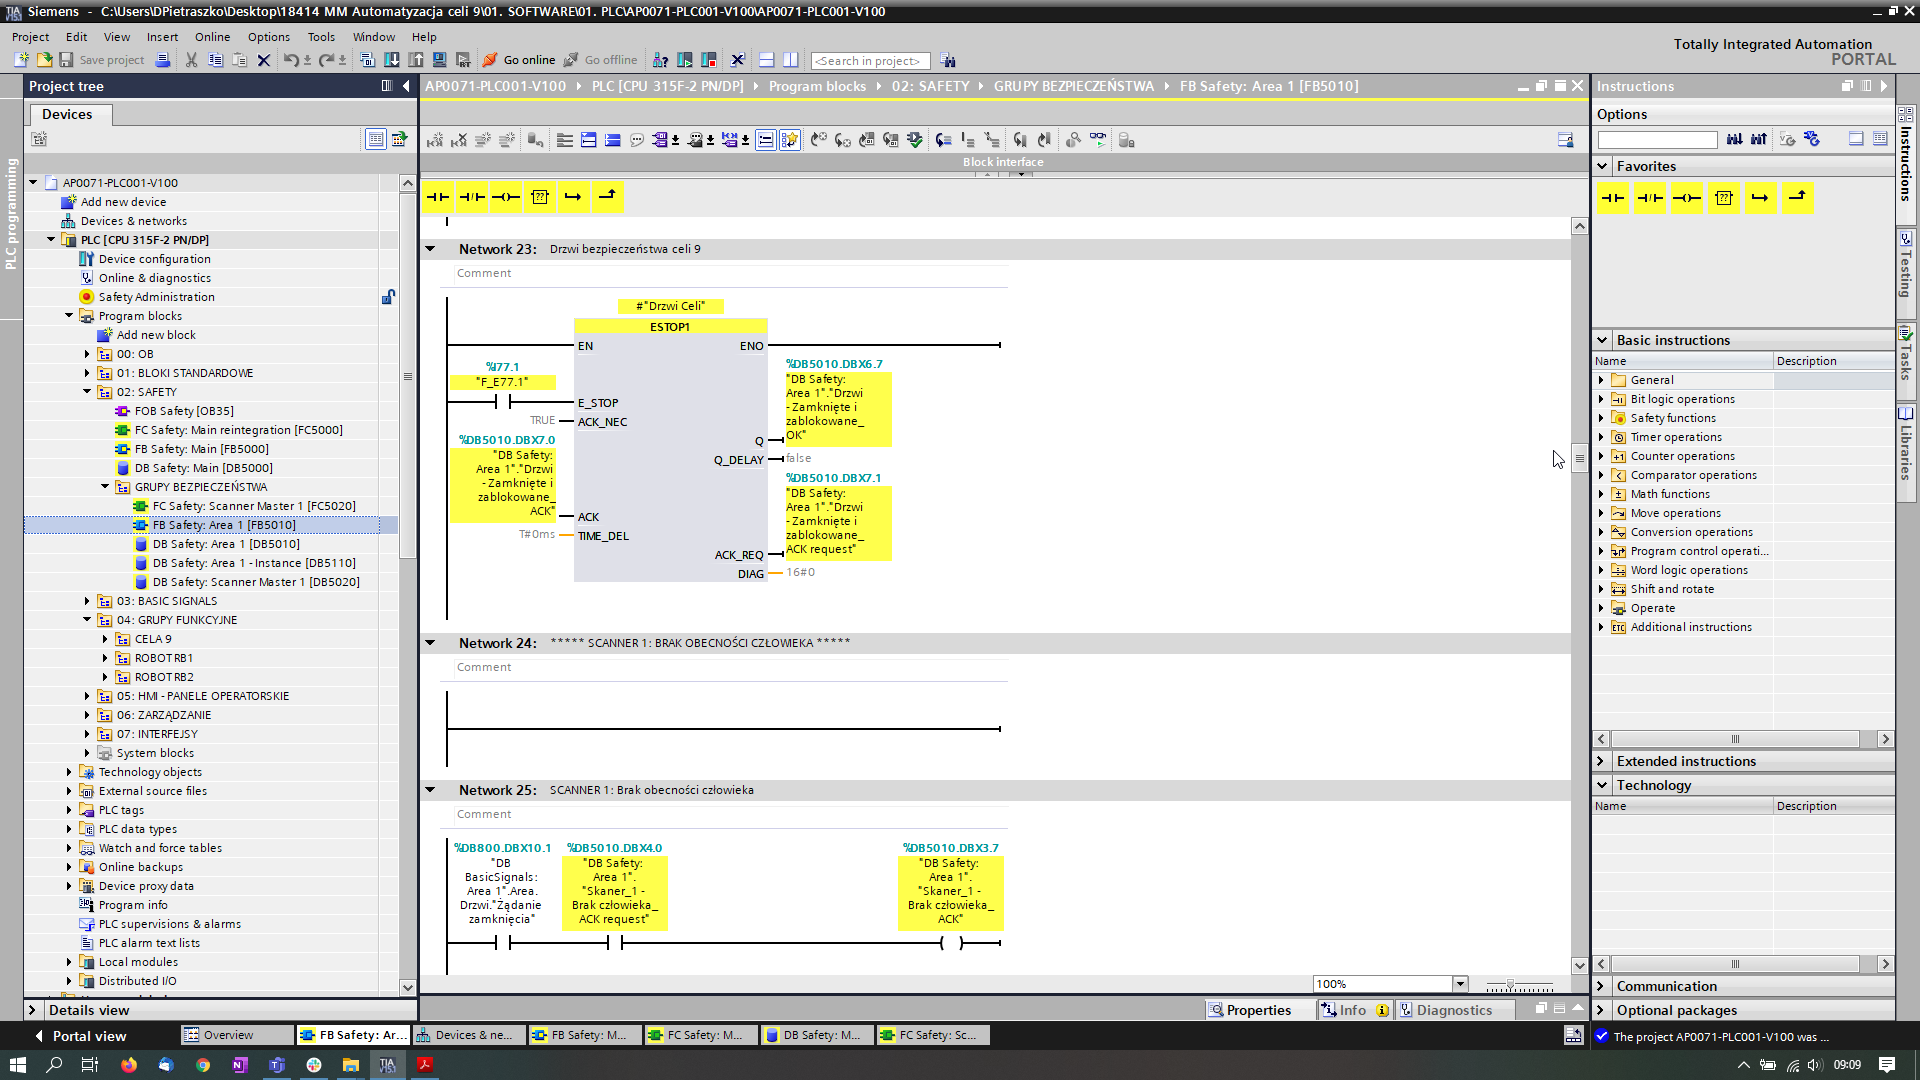 Siemens - C:\Users\DPietraszko\Desktop\18414 MM Automatyzacja celi 9\01. SOFTWARE\01. PLC\AP0071-PLC001-V100\AP0071-PLC001-V100
Project Edit View Insert Online Options Tools Window Help
Totally Integrated Automation
PORTAL
Save project
Go online
Go offline
<Search in project>
Project tree
AP0071-PLC001-V100 PLC [CPU 315F-2 PN/DP] Program blocks 02: SAFETY GRUPY BEZPIECZEŃSTWA FB Safety: Area 1 [FB5010]
Instructions
Devices
Options
PLC programming
Block interface
AP0071-PLC001-V100
Add new device
Devices & networks
PLC [CPU 315F-2 PN/DP]
Device configuration
Online & diagnostics
Safety Administration
Program blocks
Add new block
00: OB
01: BLOKI STANDARDOWE
02: SAFETY
FOB Safety [OB35]
FC Safety: Main reintegration [FC5000]
FB Safety: Main [FB5000]
DB Safety: Main [DB5000]
GRUPY BEZPIECZEŃSTWA
FC Safety: Scanner Master 1 [FC5020]
FB Safety: Area 1 [FB5010]
DB Safety: Area 1 [DB5010]
DB Safety: Area 1 - Instance [DB5110]
DB Safety: Scanner Master 1 [DB5020]
03: BASIC SIGNALS
04: GRUPY FUNKCYJNE
CELA 9
ROBOT RB1
ROBOT RB2
05: HMI - PANELE OPERATORSKIE
06: ZARZĄDZANIE
07: INTERFEJSY
System blocks
Technology objects
External source files
PLC tags
PLC data types
Watch and force tables
Online backups
Device proxy data
Program info
PLC supervisions & alarms
PLC alarm text lists
Local modules
Distributed I/O
Details view
Network 23: Drzwi bezpieczeństwa celi 9
Comment
#"Drzwi Celi"
ESTOP1
EN
ENO
%I77.1
"F_E77.1"
E_STOP
TRUE
ACK_NEC
%DB5010.DBX7.0
"DB Safety:
Area 1"."Drzwi
- Zamknięte i
zablokowane_
ACK"
ACK
T#0ms
TIME_DEL
%DB5010.DBX6.7
"DB Safety:
Area 1"."Drzwi
- Zamknięte i
zablokowane_
OK"
Q
Q_DELAY
false
%DB5010.DBX7.1
"DB Safety:
Area 1"."Drzwi
- Zamknięte i
zablokowane_
ACK request"
ACK_REQ
DIAG
16#0
Network 24: ***** SCANNER 1: BRAK OBECNOŚCI CZŁOWIEKA *****
Comment
Network 25: SCANNER 1: Brak obecności człowieka
Comment
%DB800.DBX10.1
"DB
BasicSignals:
Area 1".Area.
Drzwi."Żądanie
zamknięcia"
%DB5010.DBX4.0
"DB Safety:
Area 1".
"Skaner_1 -
Brak człowieka_
ACK request"
%DB5010.DBX3.7
"DB Safety:
Area 1".
"Skaner_1 -
Brak człowieka_
ACK"
100%
Properties
Info
Diagnostics
Favorites
Basic instructions
Name Description
General
Bit logic operations
Safety functions
Timer operations
Counter operations
Comparator operations
Math functions
Move operations
Conversion operations
Program control operati...
Word logic operations
Shift and rotate
Operate
Additional instructions
Extended instructions
Technology
Name Description
Communication
Optional packages
Instructions
Testing
Tasks
Libraries
Portal view
Overview
FB Safety: Ar...
Devices & ne...
FB Safety: M...
FC Safety: M...
DB Safety: M...
FC Safety: Sc...
The project AP0071-PLC001-V100 was ...
09:09